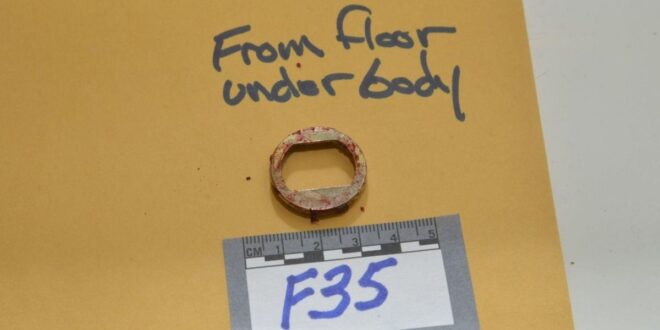 From floor
under body
CM 1 2 3 4 5
F35